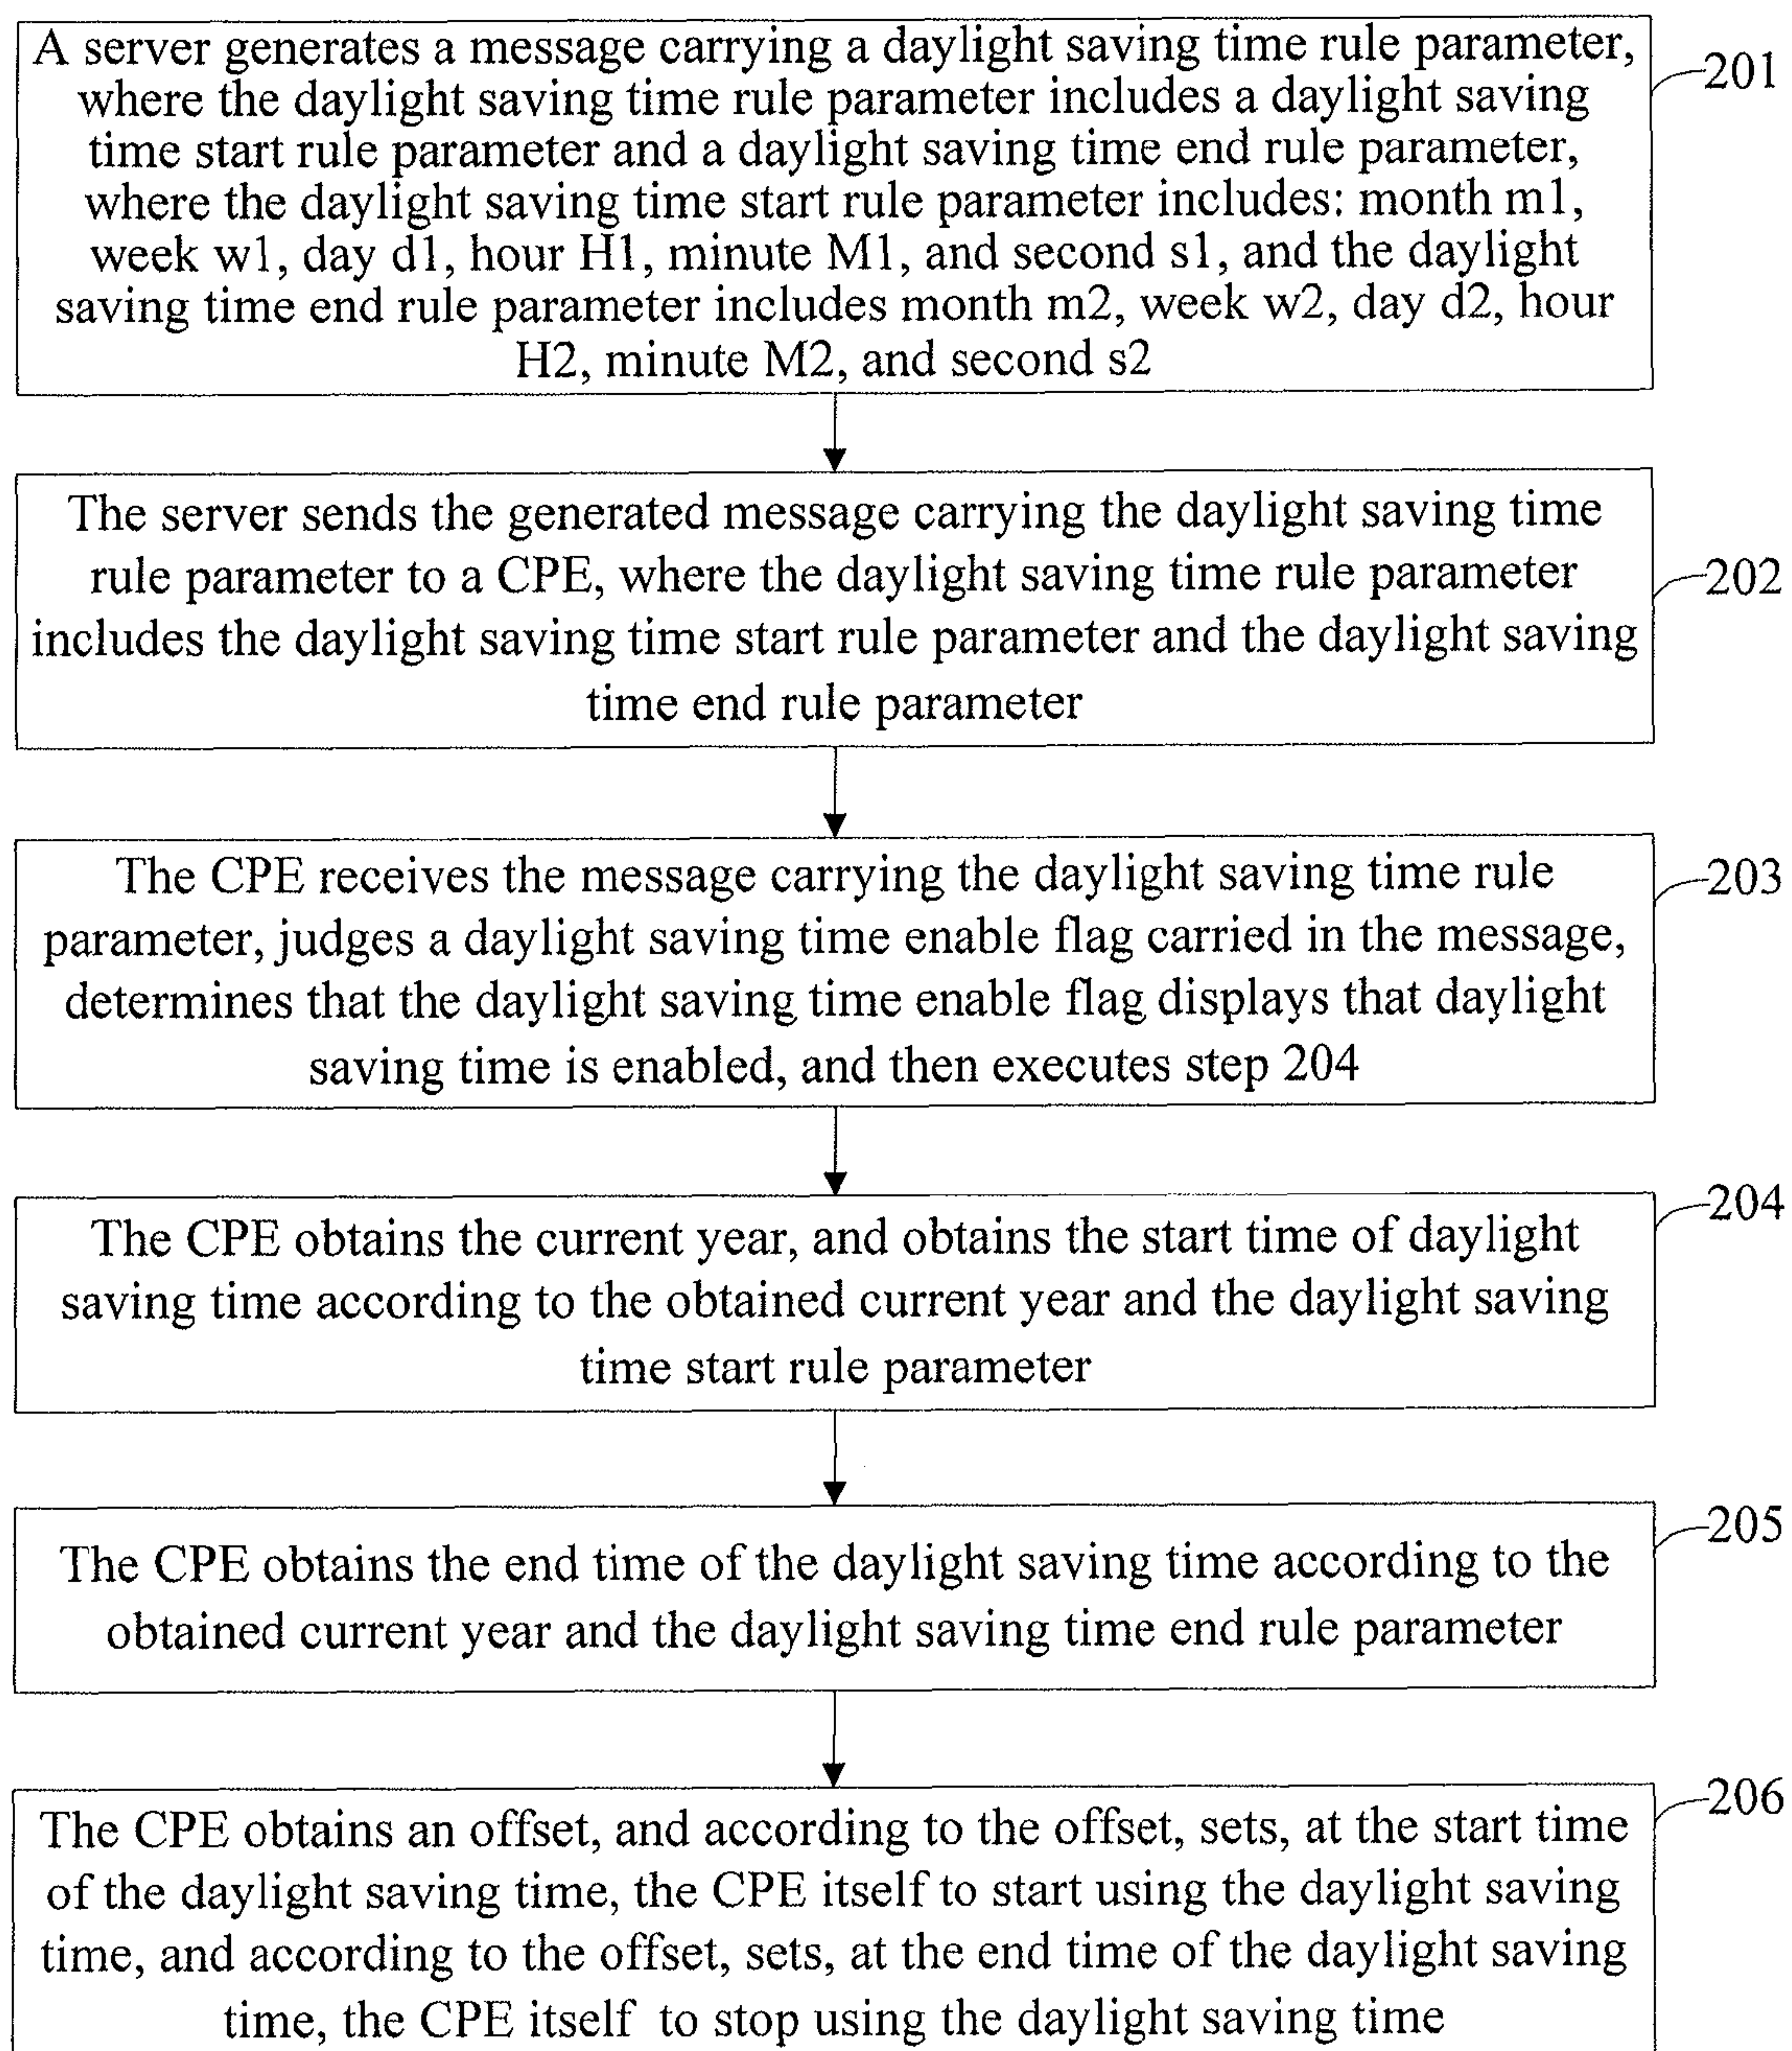 A server generates a message carrying a daylight saving time rule parameter,
where the daylight saving time rule parameter includes a daylight saving
time start rule parameter and a daylight saving time end rule parameter,
where the daylight saving time start rule parameter includes: month m1,
week w1, day d1, hour H1, minute M1, and second s1, and the daylight
saving time end rule parameter includes month m2, week w2, day d2, hour
H2, minute M2, and second s2
201
The server sends the generated message carrying the daylight saving time
rule parameter to a CPE, where the daylight saving time rule parameter
includes the daylight saving time start rule parameter and the daylight saving
time end rule parameter
202
The CPE receives the message carrying the daylight saving time rule
parameter, judges a daylight saving time enable flag carried in the message,
determines that the daylight saving time enable flag displays that daylight
saving time is enabled, and then executes step 204
203
The CPE obtains the current year, and obtains the start time of daylight
saving time according to the obtained current year and the daylight saving
time start rule parameter
204
The CPE obtains the end time of the daylight saving time according to the
obtained current year and the daylight saving time end rule parameter
205
The CPE obtains an offset, and according to the offset, sets, at the start time
of the daylight saving time, the CPE itself to start using the daylight saving
time, and according to the offset, sets, at the end time of the daylight saving
time, the CPE itself to stop using the daylight saving time
206